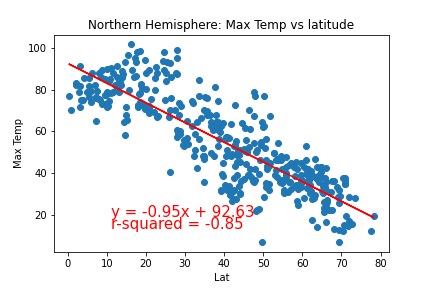 Northern Hemisphere: Max Temp vs latitude
100
80
60
40
20
Max Temp
y = -0.95x + 92.63
r-squared = -0.85
0 10 20 30 40 50 60 70 80
Lat